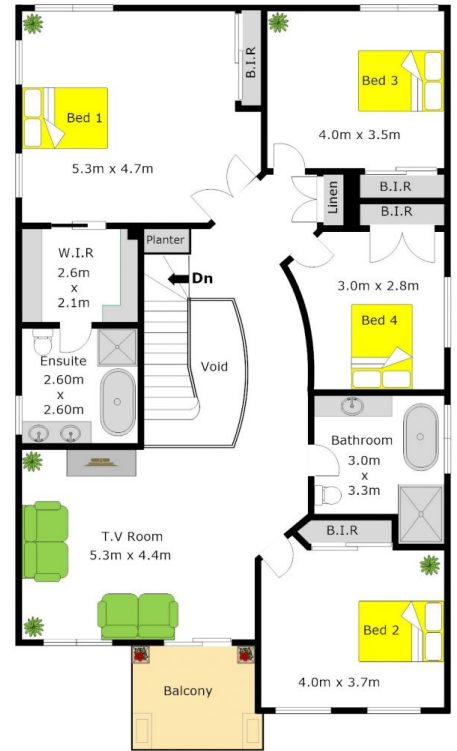 Bed 1
5.3m x 4.7m
B.I.R
Bed 3
4.0m x 3.5m
B.I.R
B.I.R
Linen
W.I.R
2.6m
x
2.1m
Planter
Dn
Void
3.0m x 2.8m
Bed 4
Ensuite
2.60m
x
2.60m
Bathroom
3.0m
x
3.3m
T.V Room
5.3m x 4.4m
B.I.R
Bed 2
4.0m x 3.7m
Balcony